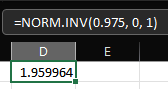 =NORM.INV(0.975, 0, 1)
D E
1.959964